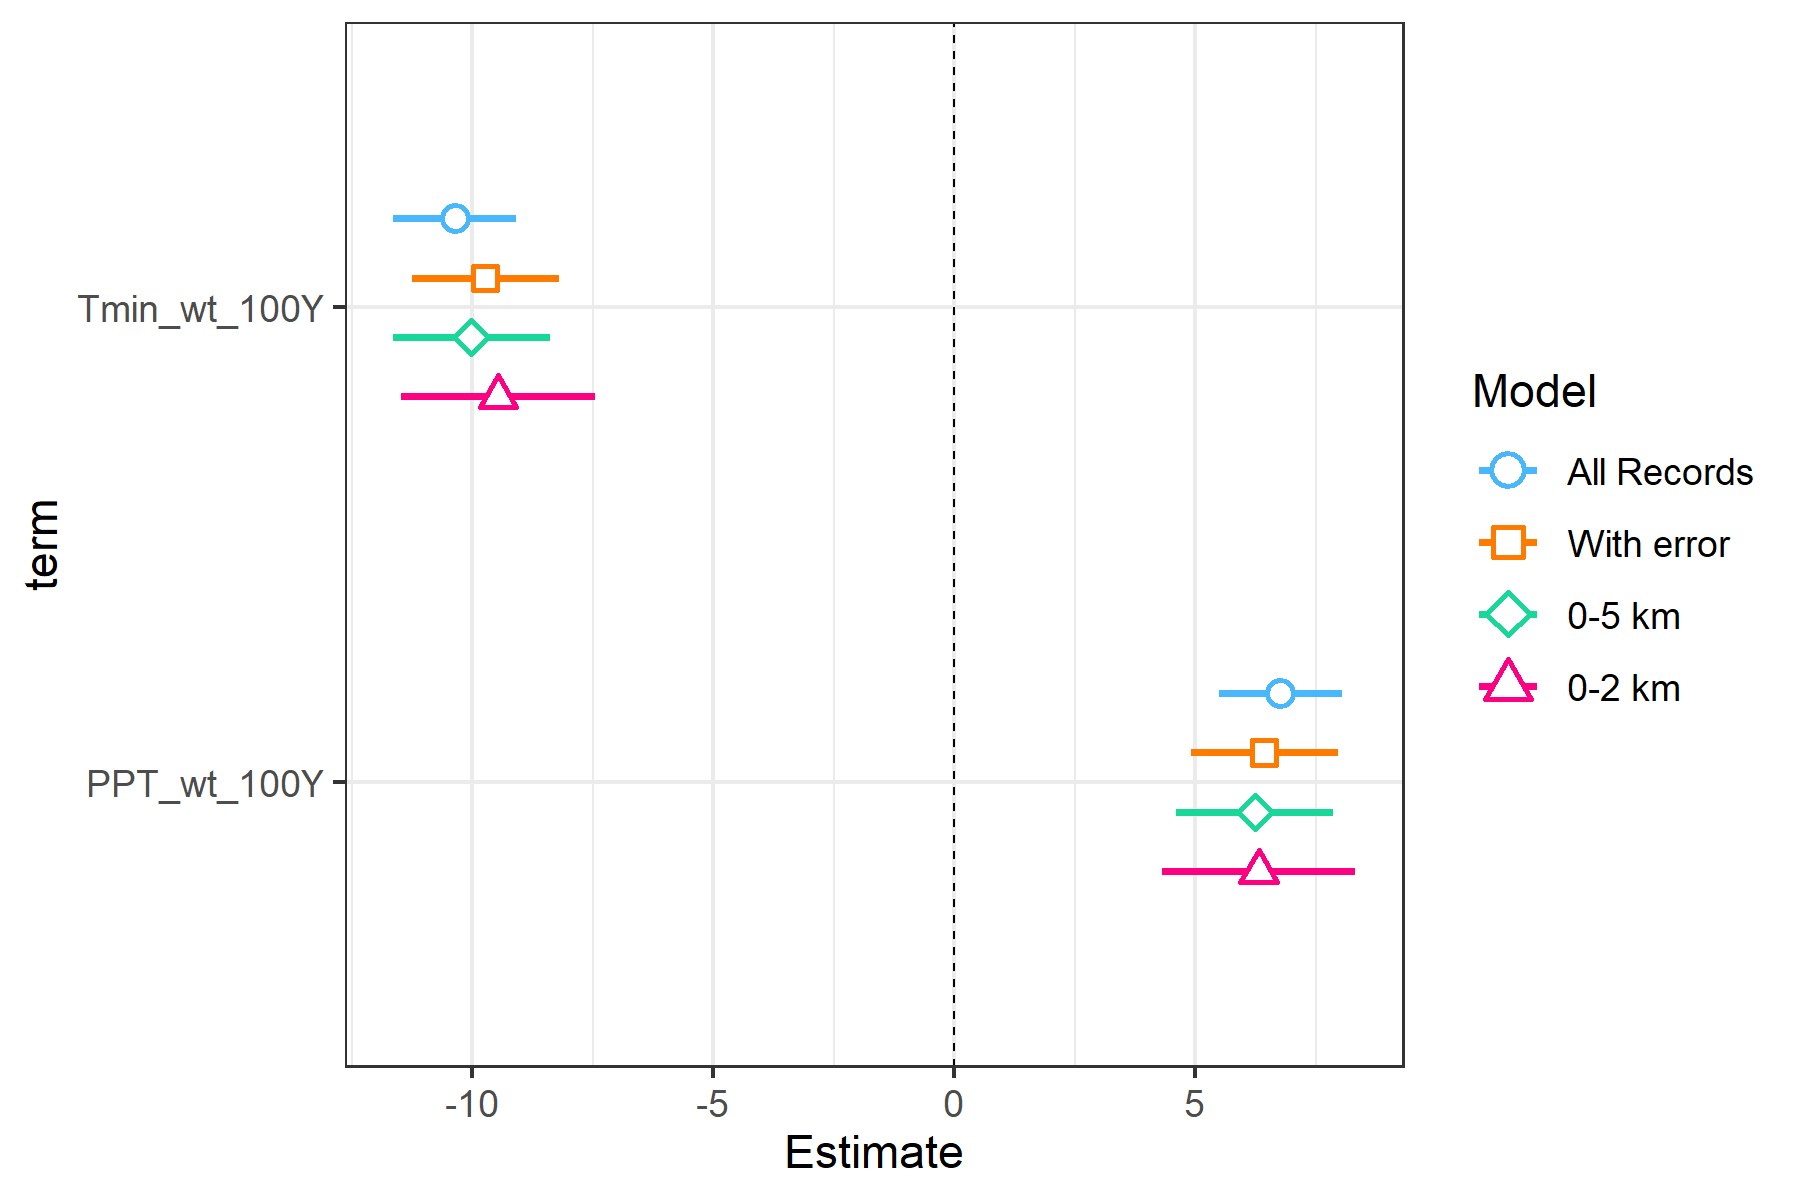 term
Tmin_wt_100Y
PPT_wt_100Y
-10
-5
0
5
Estimate
Model
All Records
With error
0-5 km
0-2 km